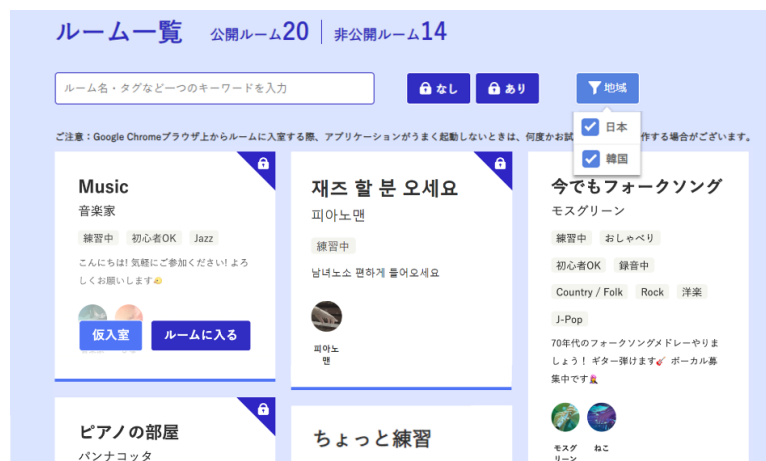 ルーム一覧 公開ルーム20 非公開ルーム14
ルーム名・タグなど一つのキーワードを入力 なし あり 地域
日本
韓国
ご注意：Google Chromeブラウザ上からルームに入室する際、アプリケーションがうまく起動しないときは、何度かお試 作する場合がございます。
Music
音楽家
練習中 初心者OK Jazz
こんにちは! 気軽にご参加ください! よろ
しくお願いします💫
仮入室 ルームに入る
재즈 할 분 오세요
피아노맨
練習中
남녀노소 편하게 들어오세요
피아노
맨
今でもフォークソング
モスグリーン
練習中 おしゃべり
初心者OK 録音中
Country / Folk Rock 洋楽
J-Pop
70年代のフォークソングメドレーやりま
しょう！ ギター弾けます🎸 ボーカル募
集中です
モスグ
リーン
ねこ
ピアノの部屋
パンナコッタ
ちょっと練習